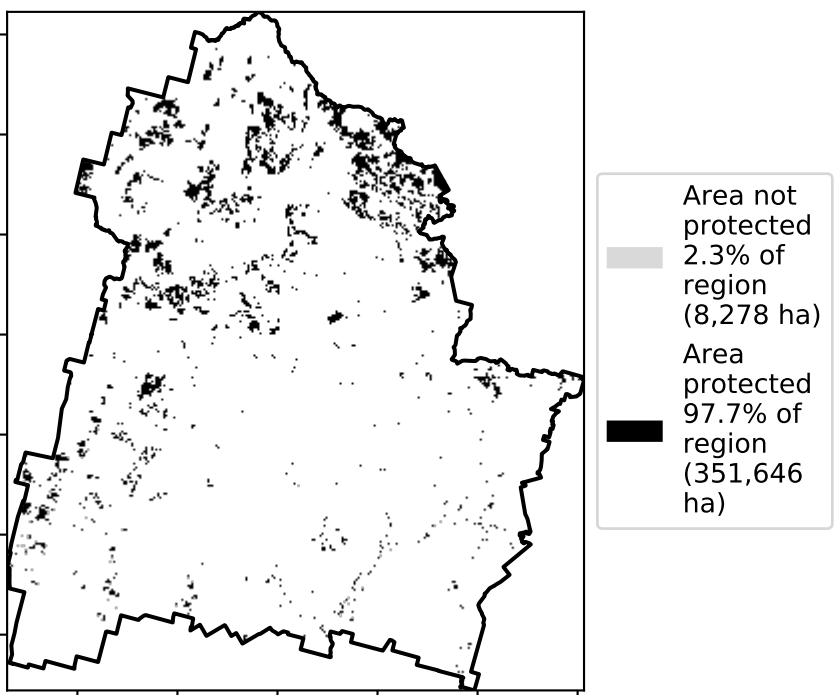 Area not
protected
2.3% of
region
(8,278 ha)
Area
protected
97.7% of
region
(351,646
ha)